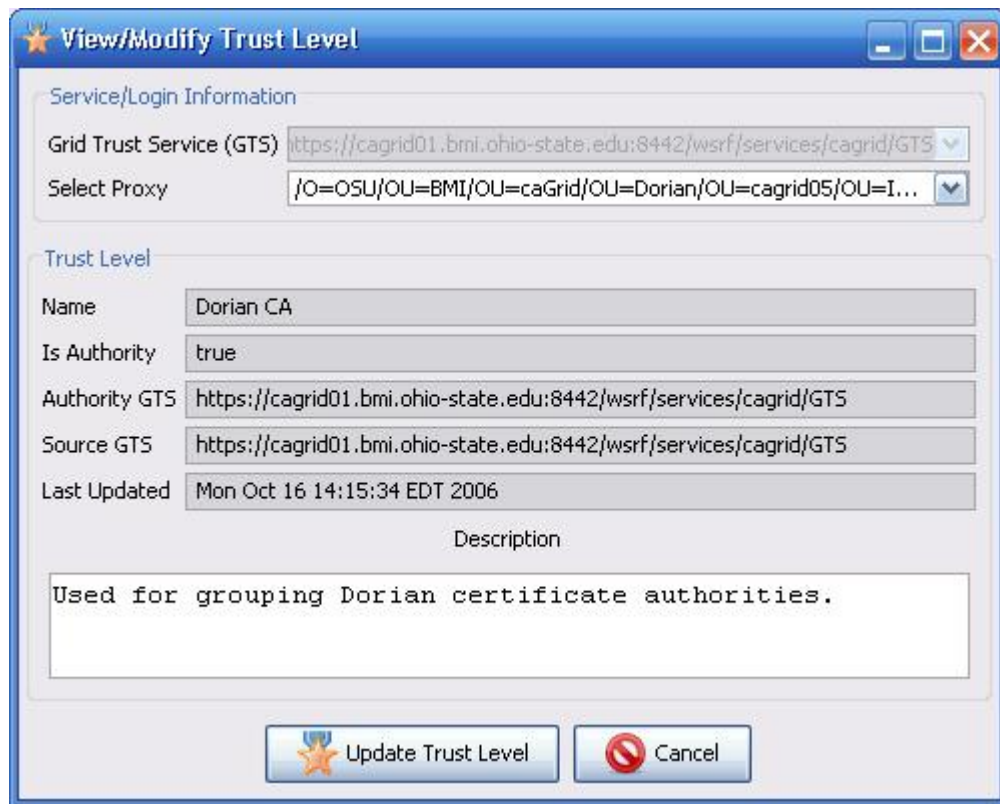 View/Modify Trust Level
Service/Login Information
Grid Trust Service (GTS) https://cagrid01.bmi.ohio-state.edu:8442/wsrf/services/cagrid/GTS
Select Proxy /O=OSU/OU=BMI/OU=caGrid/OU=Dorian/OU=cagrid05/OU=I...
Trust Level
Name Dorian CA
Is Authority true
Authority GTS https://cagrid01.bmi.ohio-state.edu:8442/wsrf/services/cagrid/GTS
Source GTS https://cagrid01.bmi.ohio-state.edu:8442/wsrf/services/cagrid/GTS
Last Updated Mon Oct 16 14:15:34 EDT 2006
Description
Used for grouping Dorian certificate authorities.
Update Trust Level Cancel